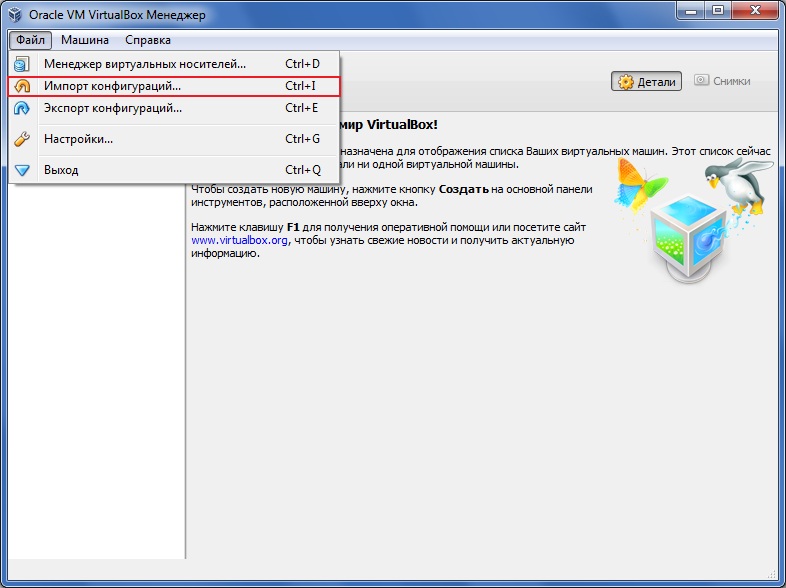 Oracle VM VirtualBox Менеджер
Файл Машина Справка
Менеджер виртуальных носителей... Ctrl+D
Импорт конфигураций... Ctrl+I
Экспорт конфигураций... Ctrl+E
Настройки... Ctrl+G
Выход Ctrl+Q
Детали Снимки
мир VirtualBox!
назначена для отображения списка Ваших виртуальных машин. Этот список сейчас
али ни одной виртуальной машины.
Чтобы создать новую машину, нажмите кнопку Создать на основной панели
инструментов, расположенной вверху окна.
Нажмите клавишу F1 для получения оперативной помощи или посетите сайт
www.virtualbox.org, чтобы узнать свежие новости и получить актуальную
информацию.